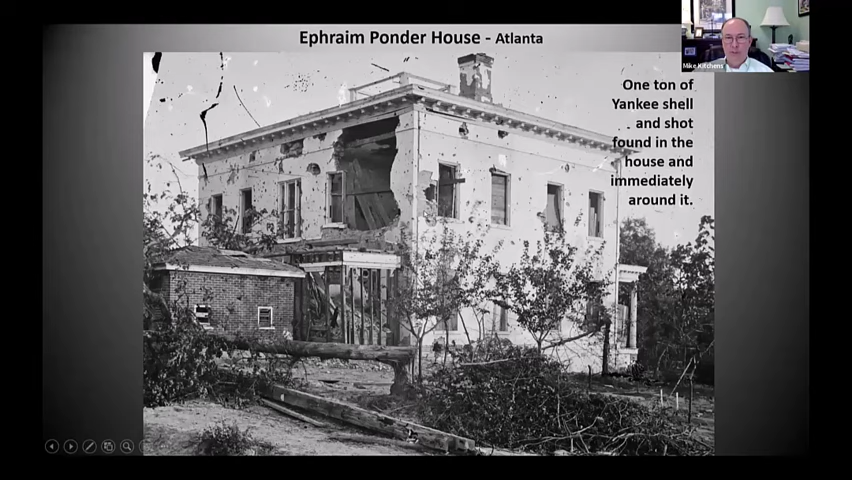 Ephraim Ponder House - Atlanta
Mike Kitchens
One ton of
Yankee shell
and shot
found in the
house and
immediately
around it.